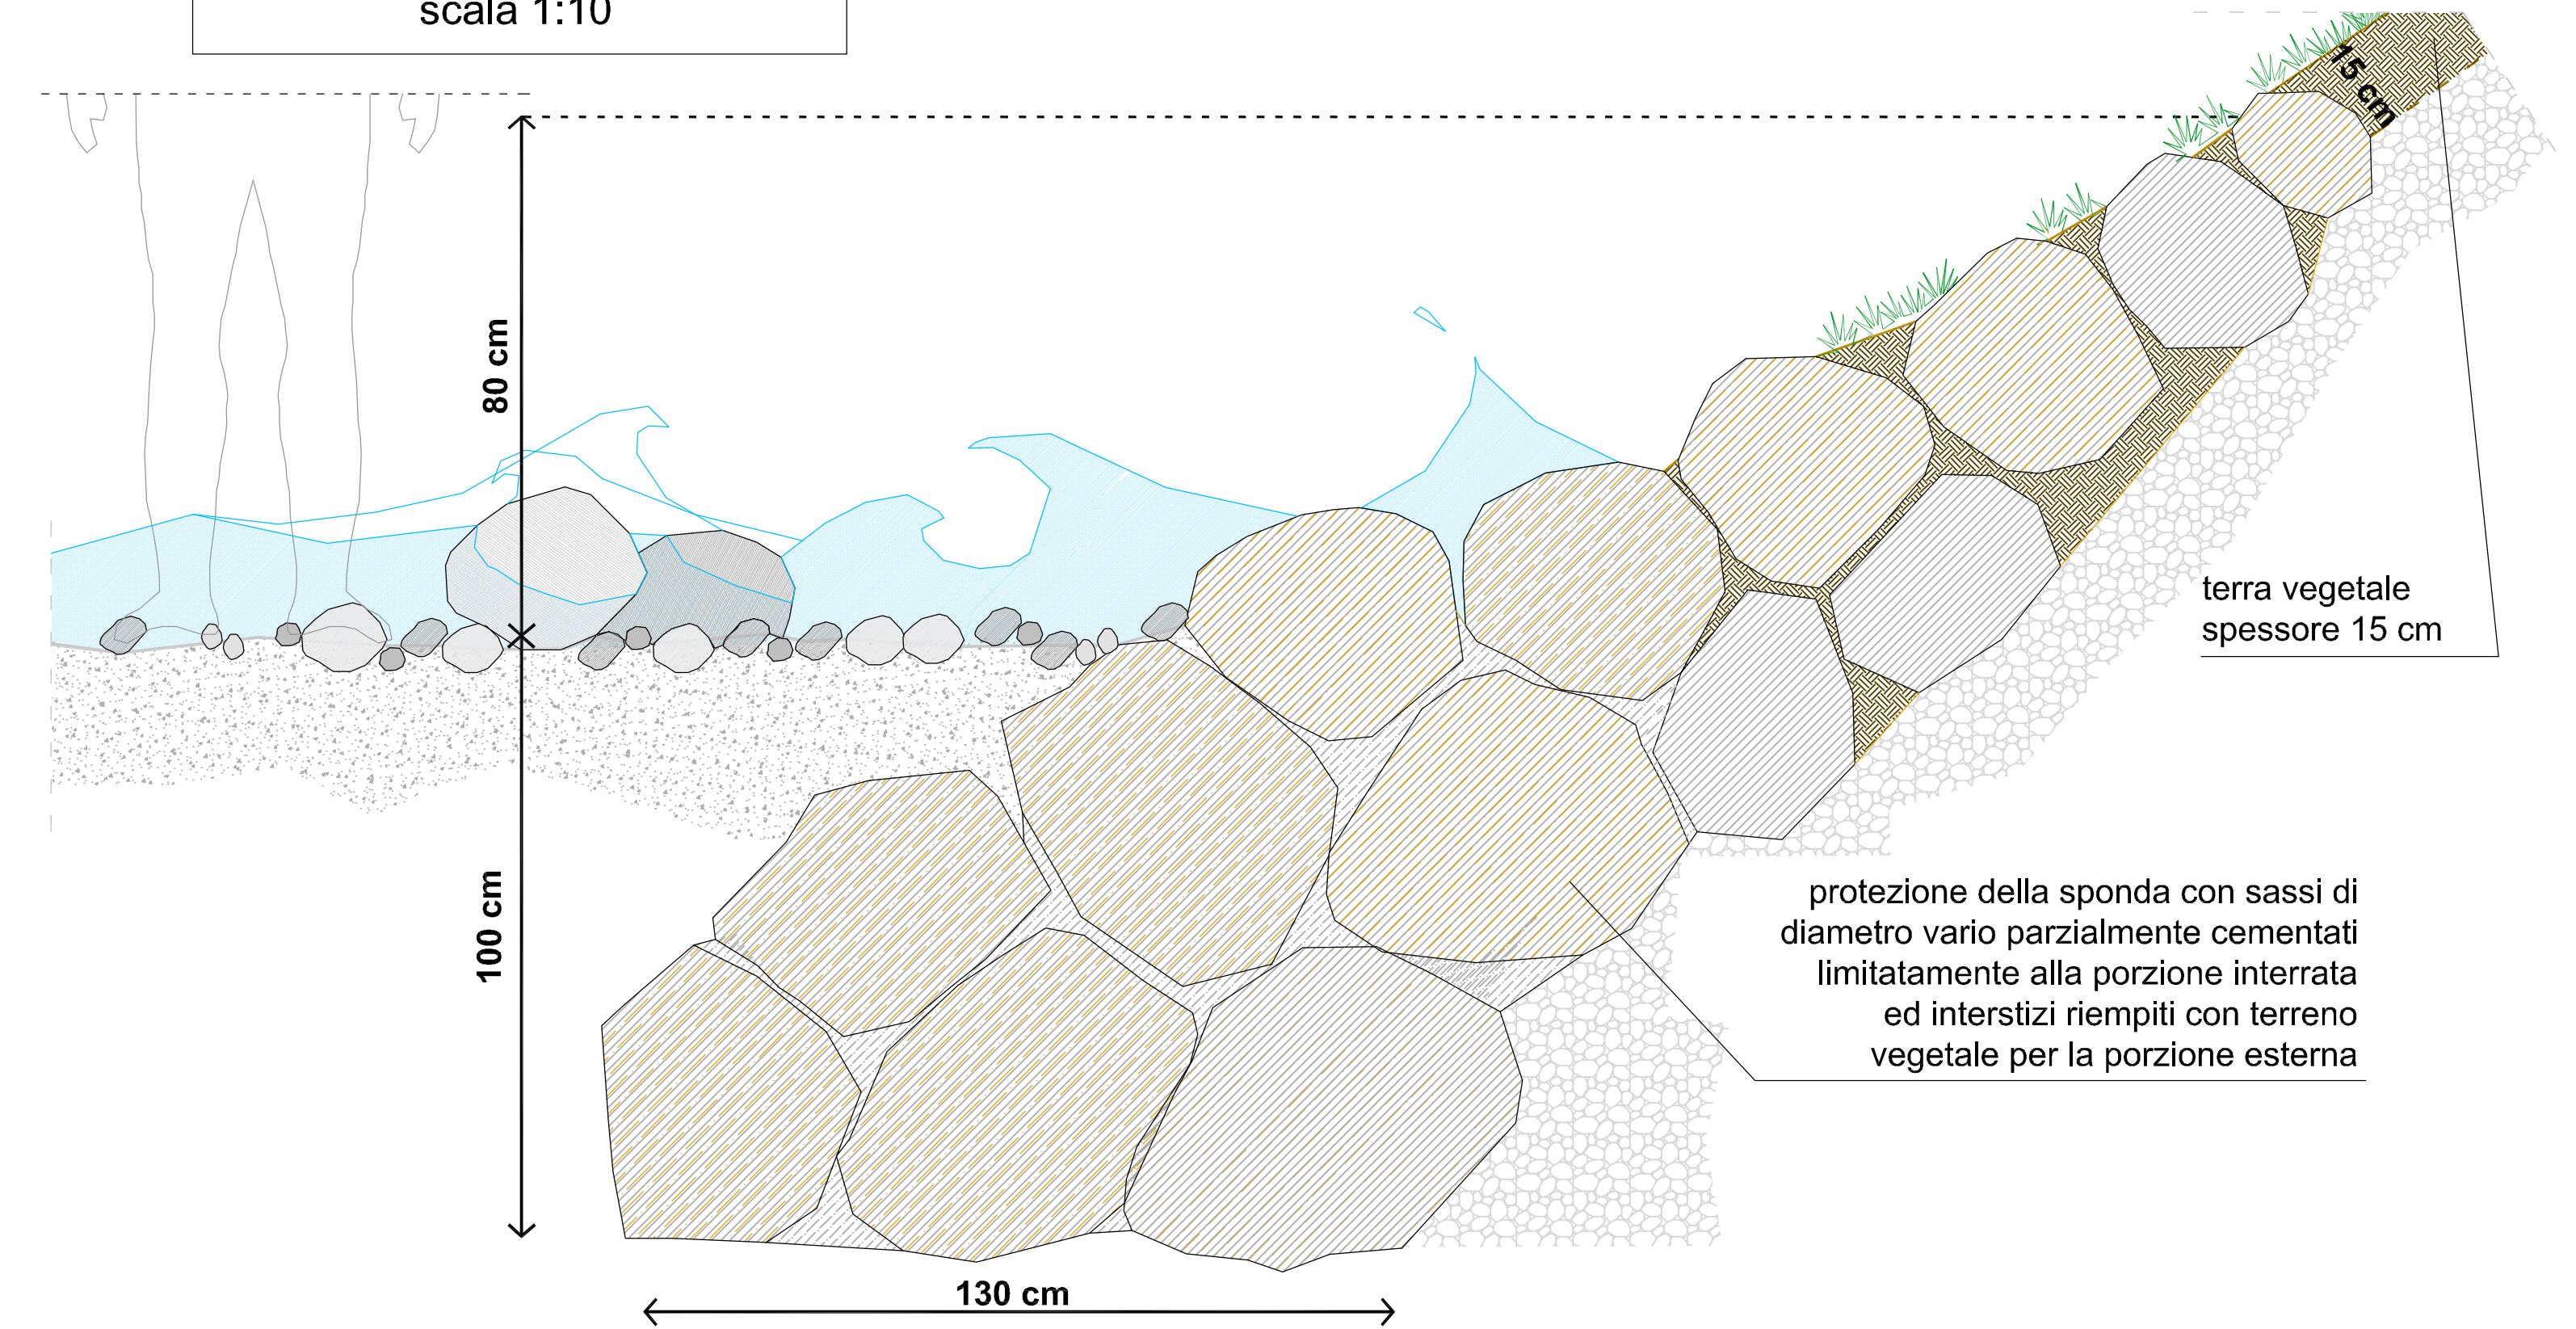 scala 1:10
15 cm
80 cm
terra vegetale
spessore 15 cm
100 cm
protezione della sponda con sassi di
diametro vario parzialmente cementati
limitatamente alla porzione interrata
ed interstizi riempiti con terreno
vegetale per la porzione esterna
130 cm